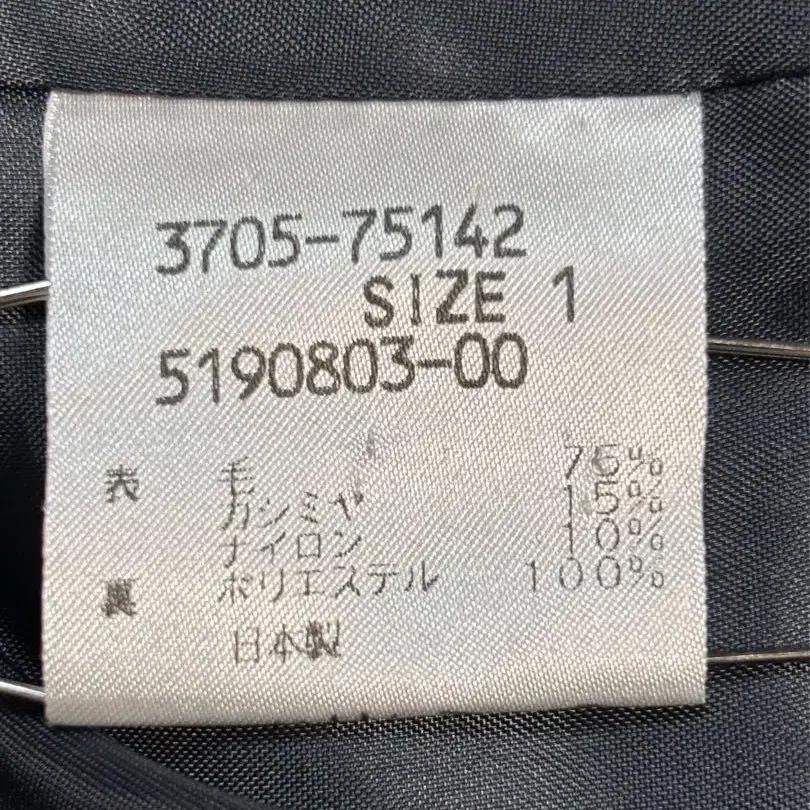 3705-75142
SIZE 1
5190803-00
表 毛 75%
カシミヤ 15%
ナイロン 10%
裏 ポリエステル 100%
日本製